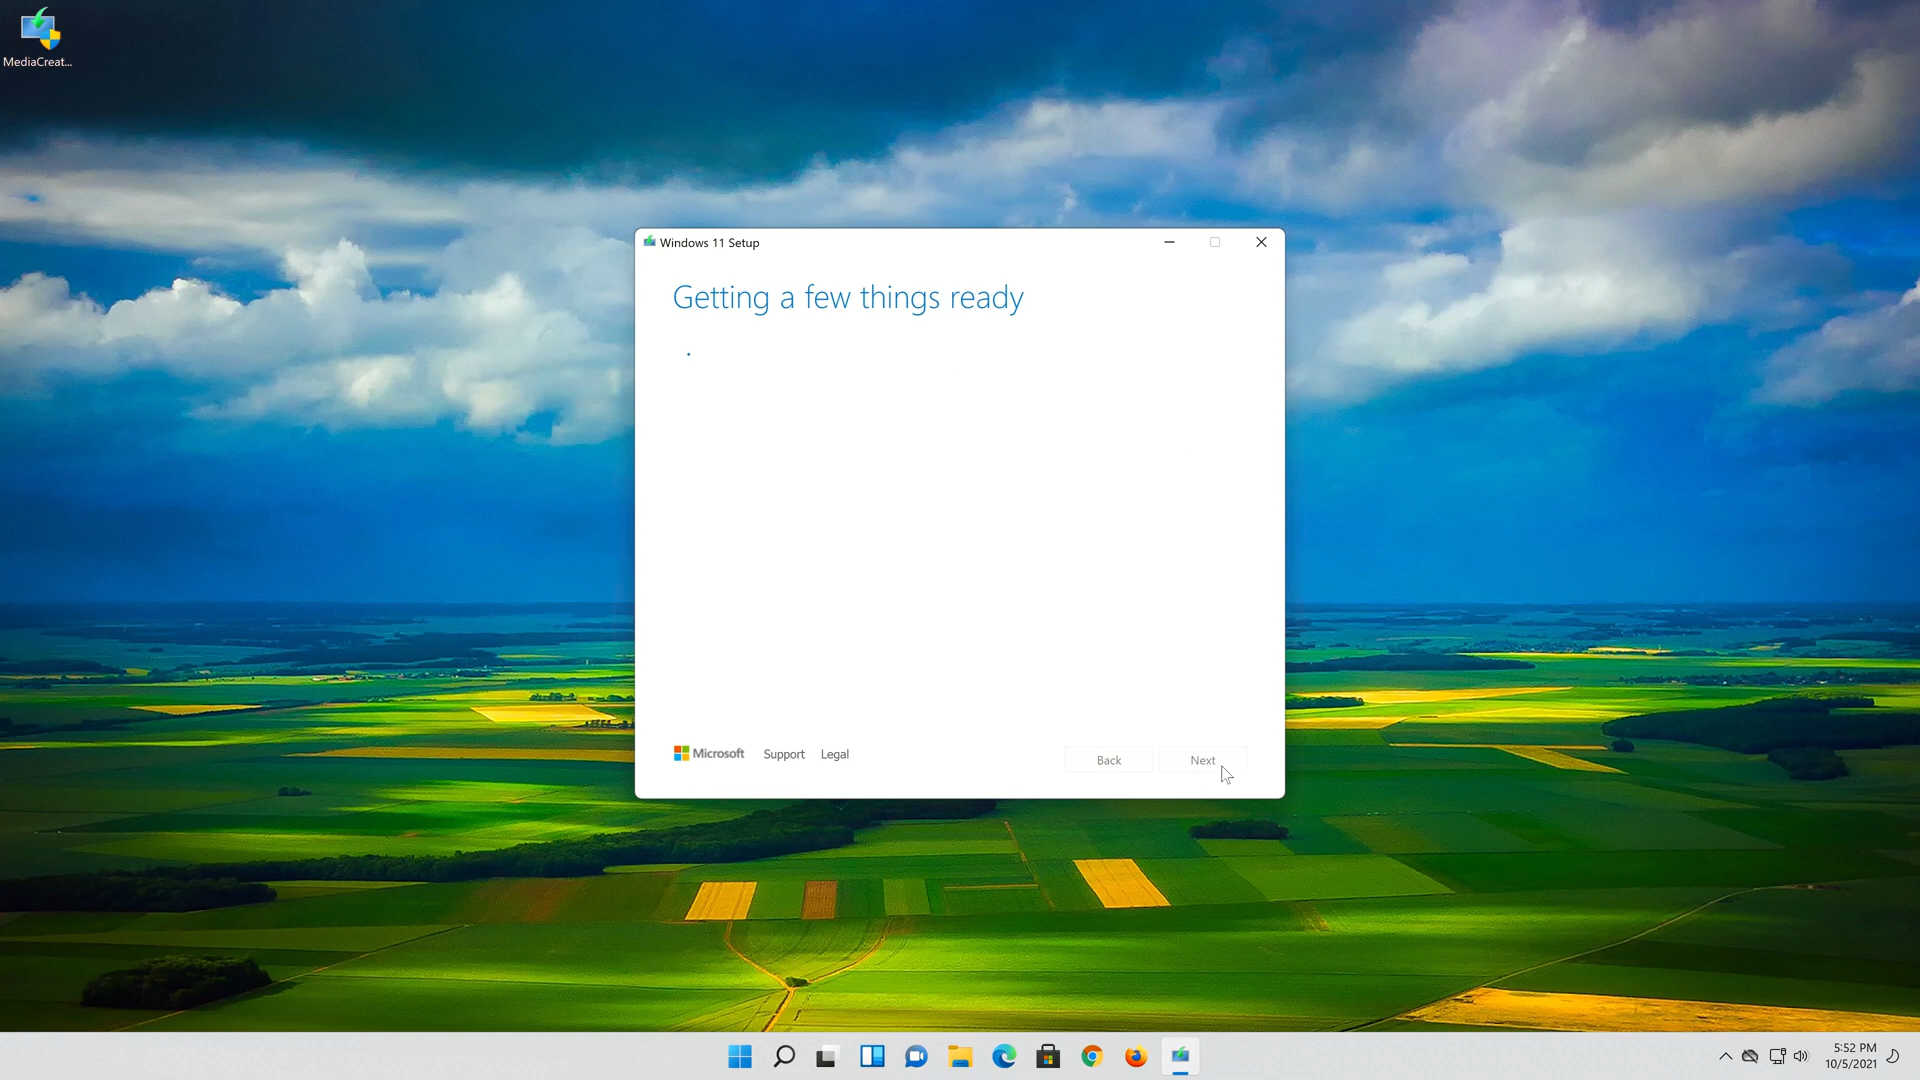 MediaCreat...
Windows 11 Setup
Getting a few things ready
Microsoft
Support
Legal
Back
Next
5:52 PM
10/5/2021